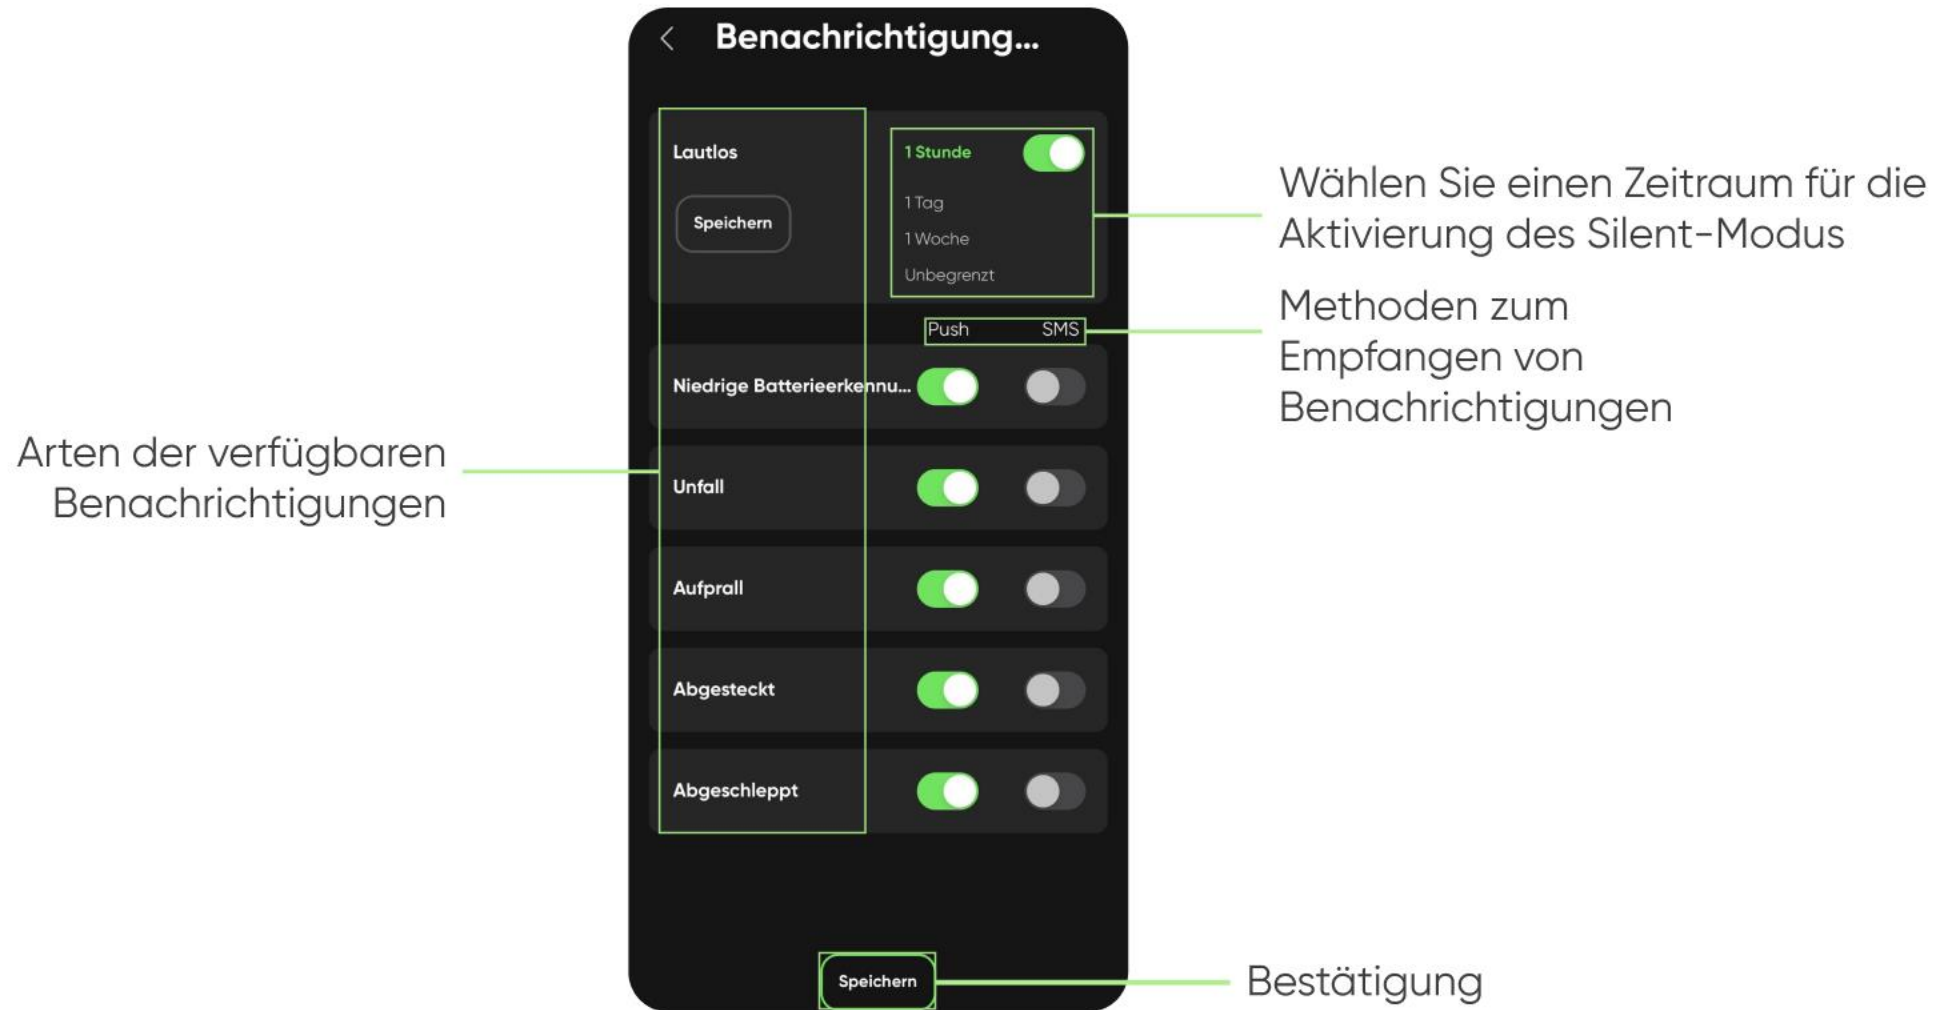 Benachrichtigung...
Lautlos
1 Stunde
1 Tag
Speichern
1 Woche
Unbegrenzt
Push SMS
Niedrige Batterieerkennu...
Unfall
Aufprall
Abgesteckt
Abgeschleppt
Speichern
Arten der verfügbaren
Benachrichtigungen
Wählen Sie einen Zeitraum für die
Aktivierung des Silent-Modus
Methoden zum
Empfangen von
Benachrichtigungen
Bestätigung